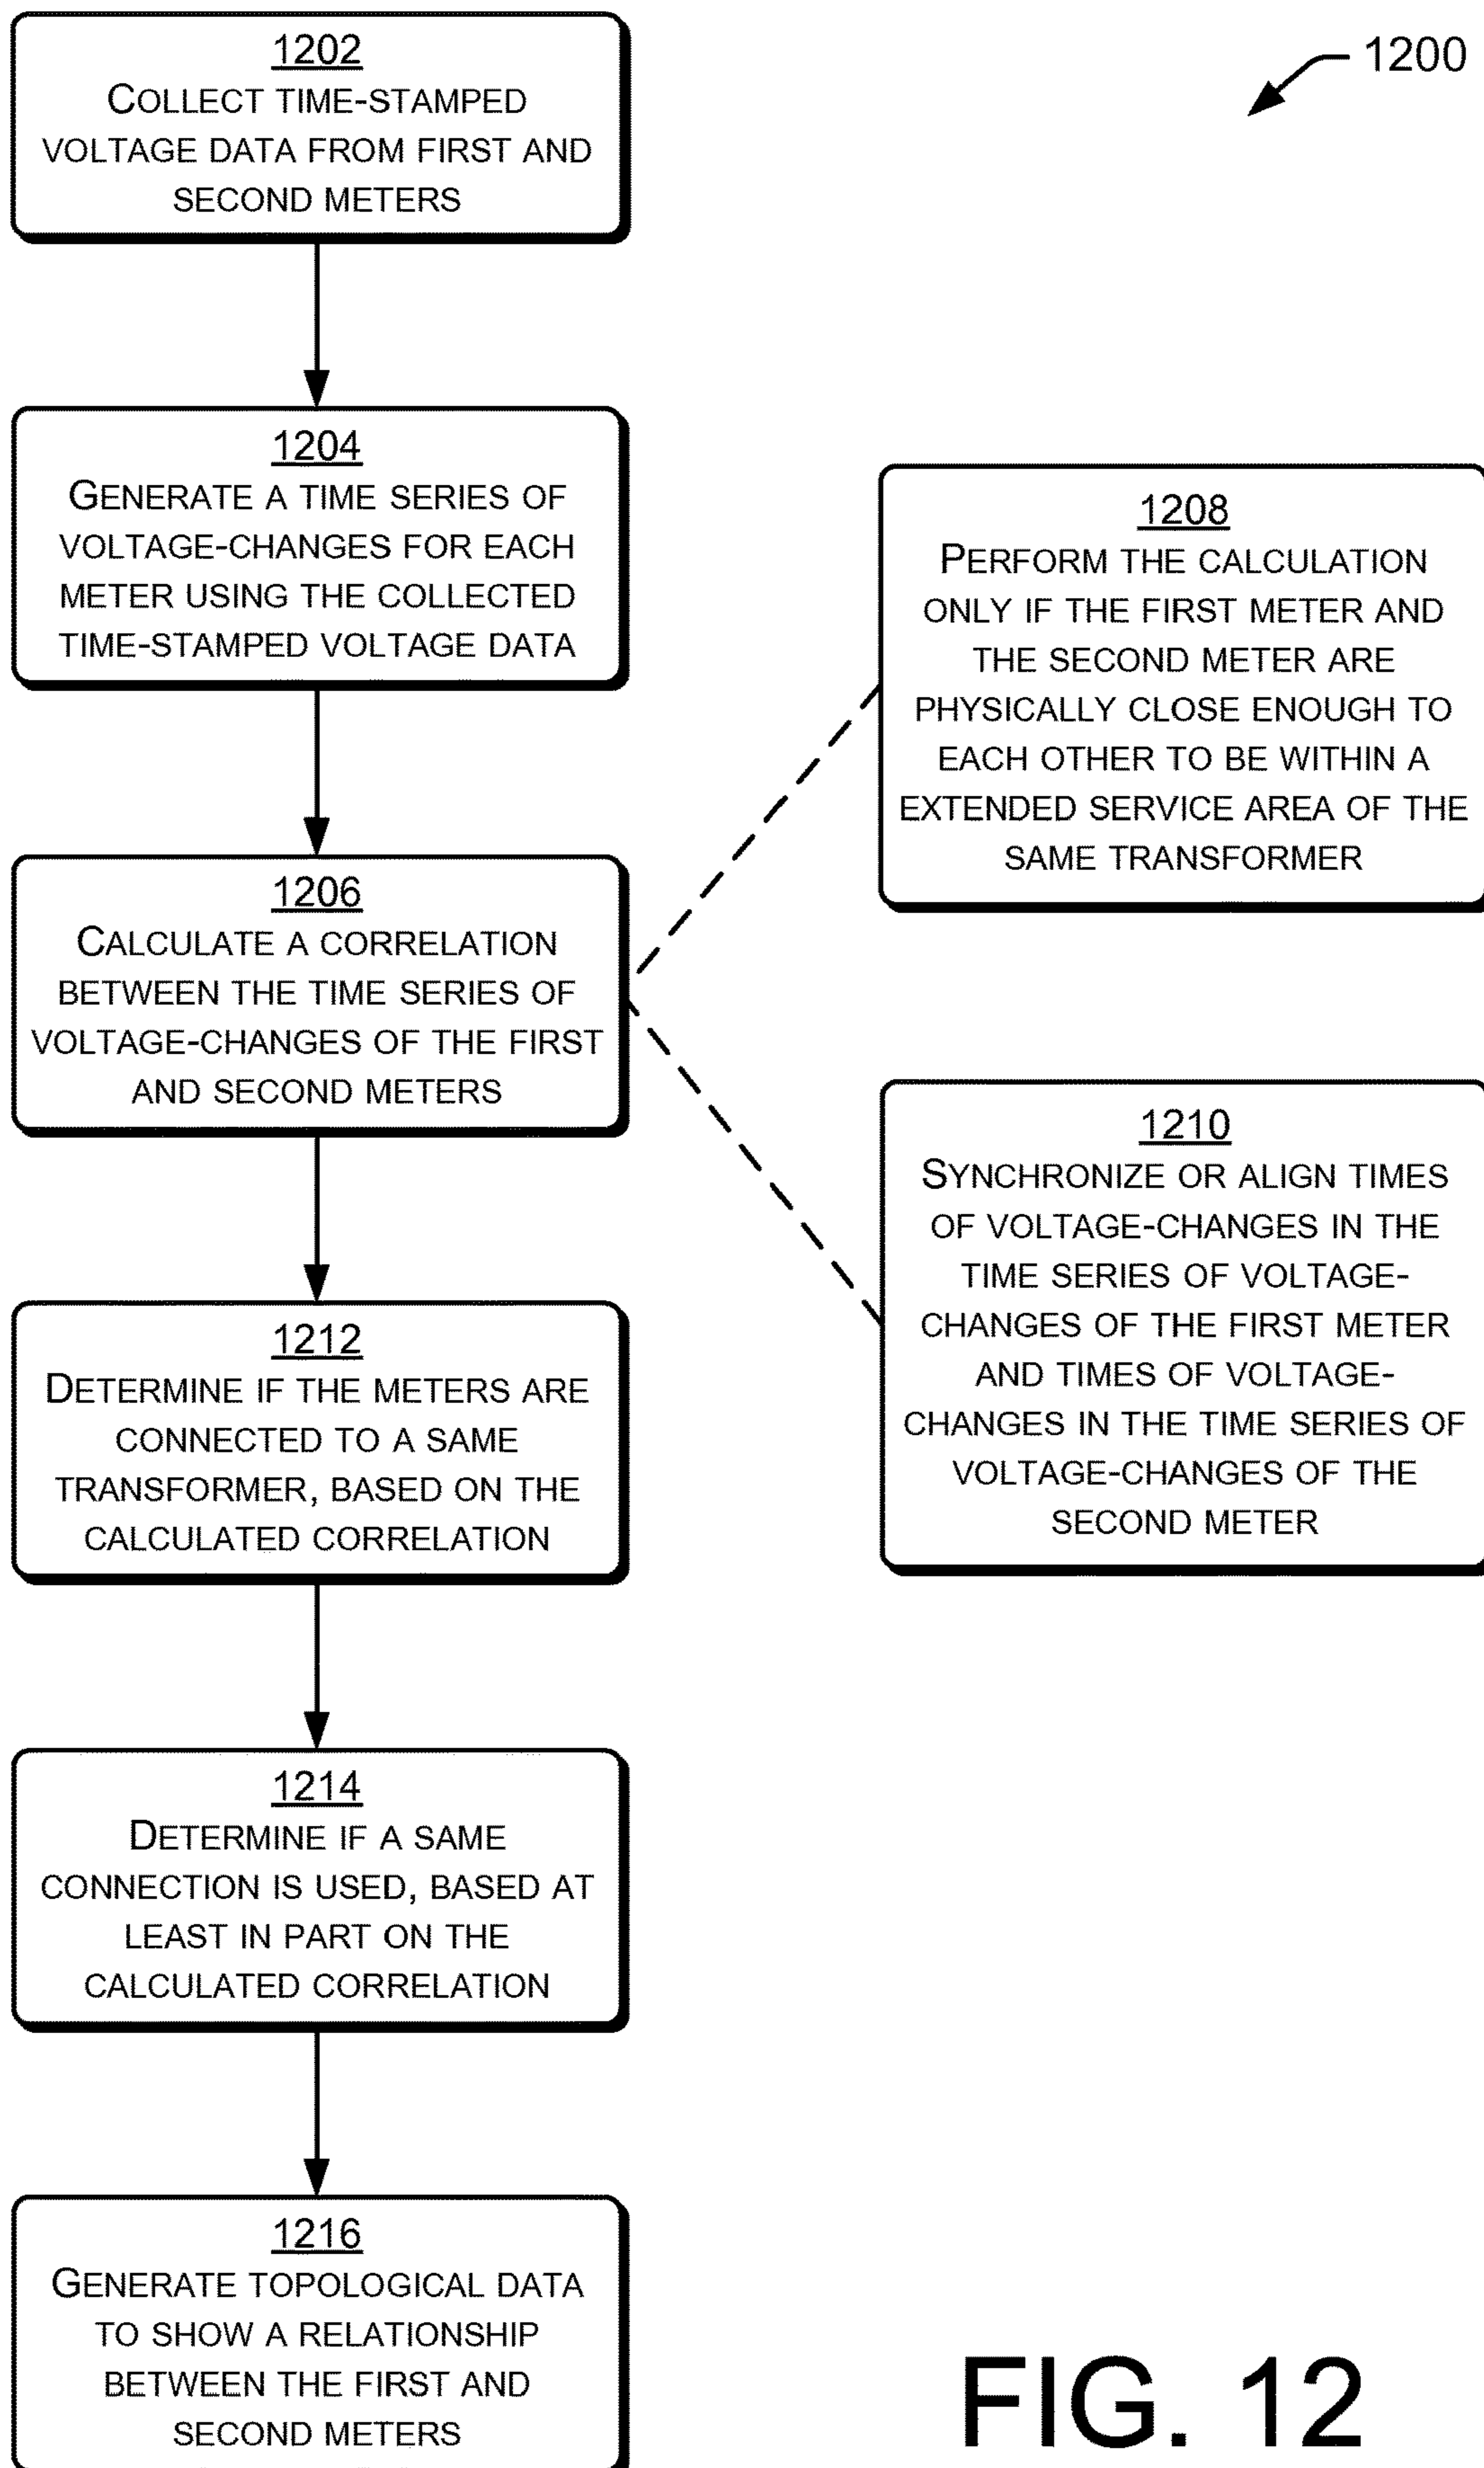 1200
1202
COLLECT TIME-STAMPED
VOLTAGE DATA FROM FIRST AND
SECOND METERS
1204
GENERATE A TIME SERIES OF
VOLTAGE-CHANGES FOR EACH
METER USING THE COLLECTED
TIME-STAMPED VOLTAGE DATA
1206
CALCULATE A CORRELATION
BETWEEN THE TIME SERIES OF
VOLTAGE-CHANGES OF THE FIRST
AND SECOND METERS
1208
PERFORM THE CALCULATION
ONLY IF THE FIRST METER AND
THE SECOND METER ARE
PHYSICALLY CLOSE ENOUGH TO
EACH OTHER TO BE WITHIN A
EXTENDED SERVICE AREA OF THE
SAME TRANSFORMER
1210
SYNCHRONIZE OR ALIGN TIMES
OF VOLTAGE-CHANGES IN THE
TIME SERIES OF VOLTAGE-
CHANGES OF THE FIRST METER
AND TIMES OF VOLTAGE-
CHANGES IN THE TIME SERIES OF
VOLTAGE-CHANGES OF THE
SECOND METER
1212
DETERMINE IF THE METERS ARE
CONNECTED TO A SAME
TRANSFORMER, BASED ON THE
CALCULATED CORRELATION
1214
DETERMINE IF A SAME
CONNECTION IS USED, BASED AT
LEAST IN PART ON THE
CALCULATED CORRELATION
1216
GENERATE TOPOLOGICAL DATA
TO SHOW A RELATIONSHIP
BETWEEN THE FIRST AND
SECOND METERS
FIG. 12